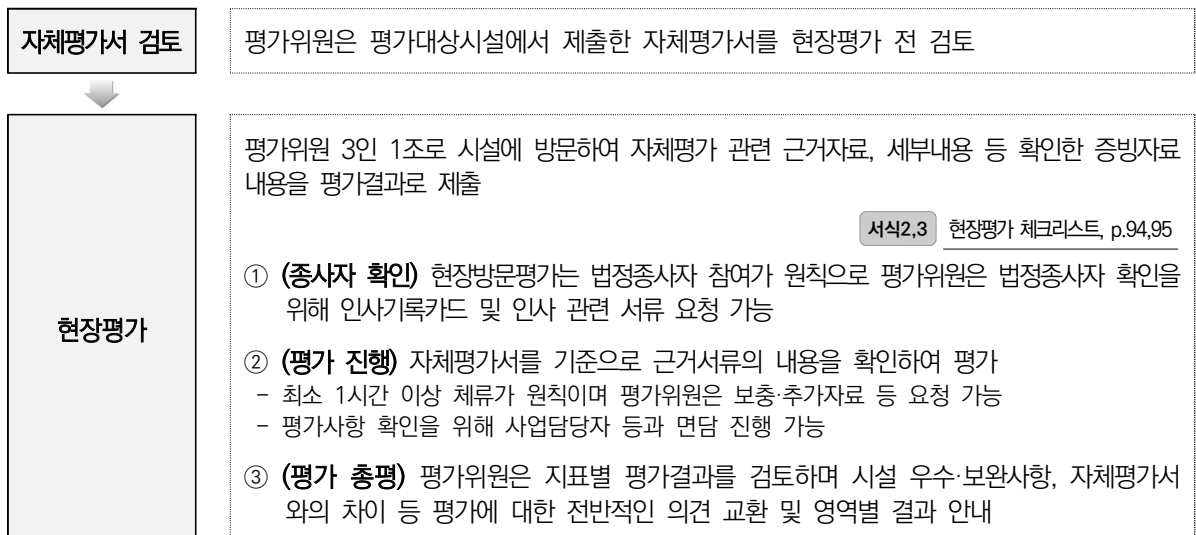 자체평가서 검토
평가위원은 평가대상시설에서 제출한 자체평가서를 현장평가 전 검토
현장평가
평가위원 3인 1조로 시설에 방문하여 자체평가 관련 근거자료, 세부내용 등 확인한 증빙자료
내용을 평가결과로 제출
서식2,3 현장평가 체크리스트, p.94,95
① (종사자 확인) 현장방문평가는 법정종사자 참여가 원칙으로 평가위원은 법정종사자 확인을
위해 인사기록카드 및 인사 관련 서류 요청 가능
② (평가 진행) 자체평가서를 기준으로 근거서류의 내용을 확인하여 평가
- 최소 1시간 이상 체류가 원칙이며 평가위원은 보충·추가자료 등 요청 가능
- 평가사항 확인을 위해 사업담당자 등과 면담 진행 가능
③ (평가 총평) 평가위원은 지표별 평가결과를 검토하며 시설 우수·보완사항, 자체평가서
와의 차이 등 평가에 대한 전반적인 의견 교환 및 영역별 결과 안내